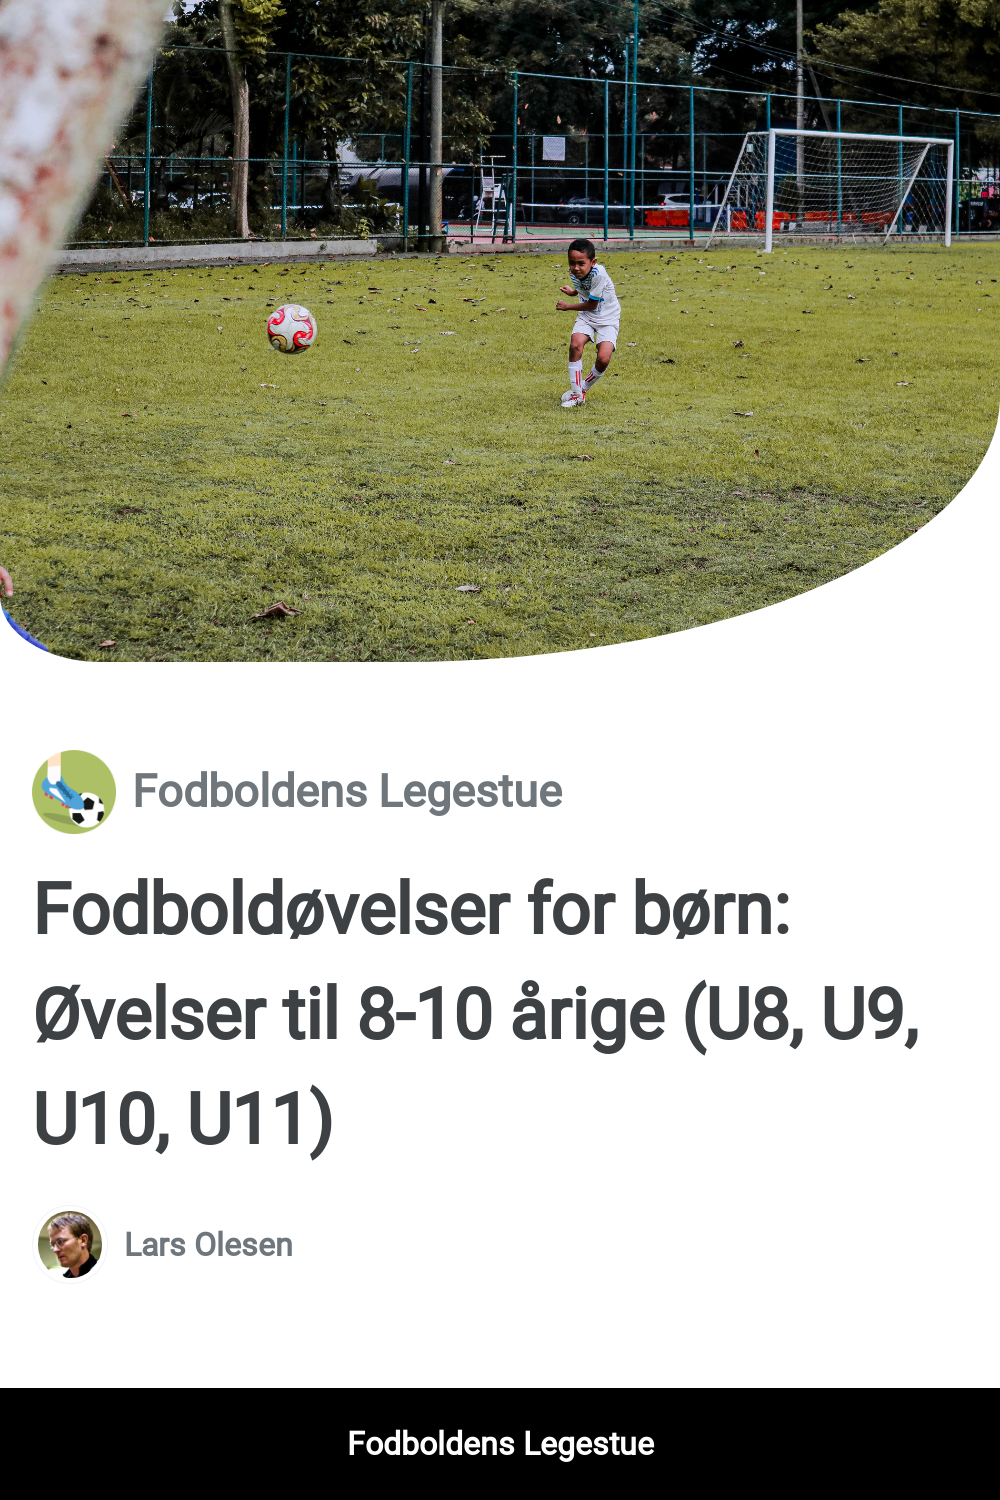 Fodboldens Legestue
Fodboldøvelser for børn:
Øvelser til 8-10 årige (U8, U9,
U10, U11)
Lars Olesen
Fodboldens Legestue